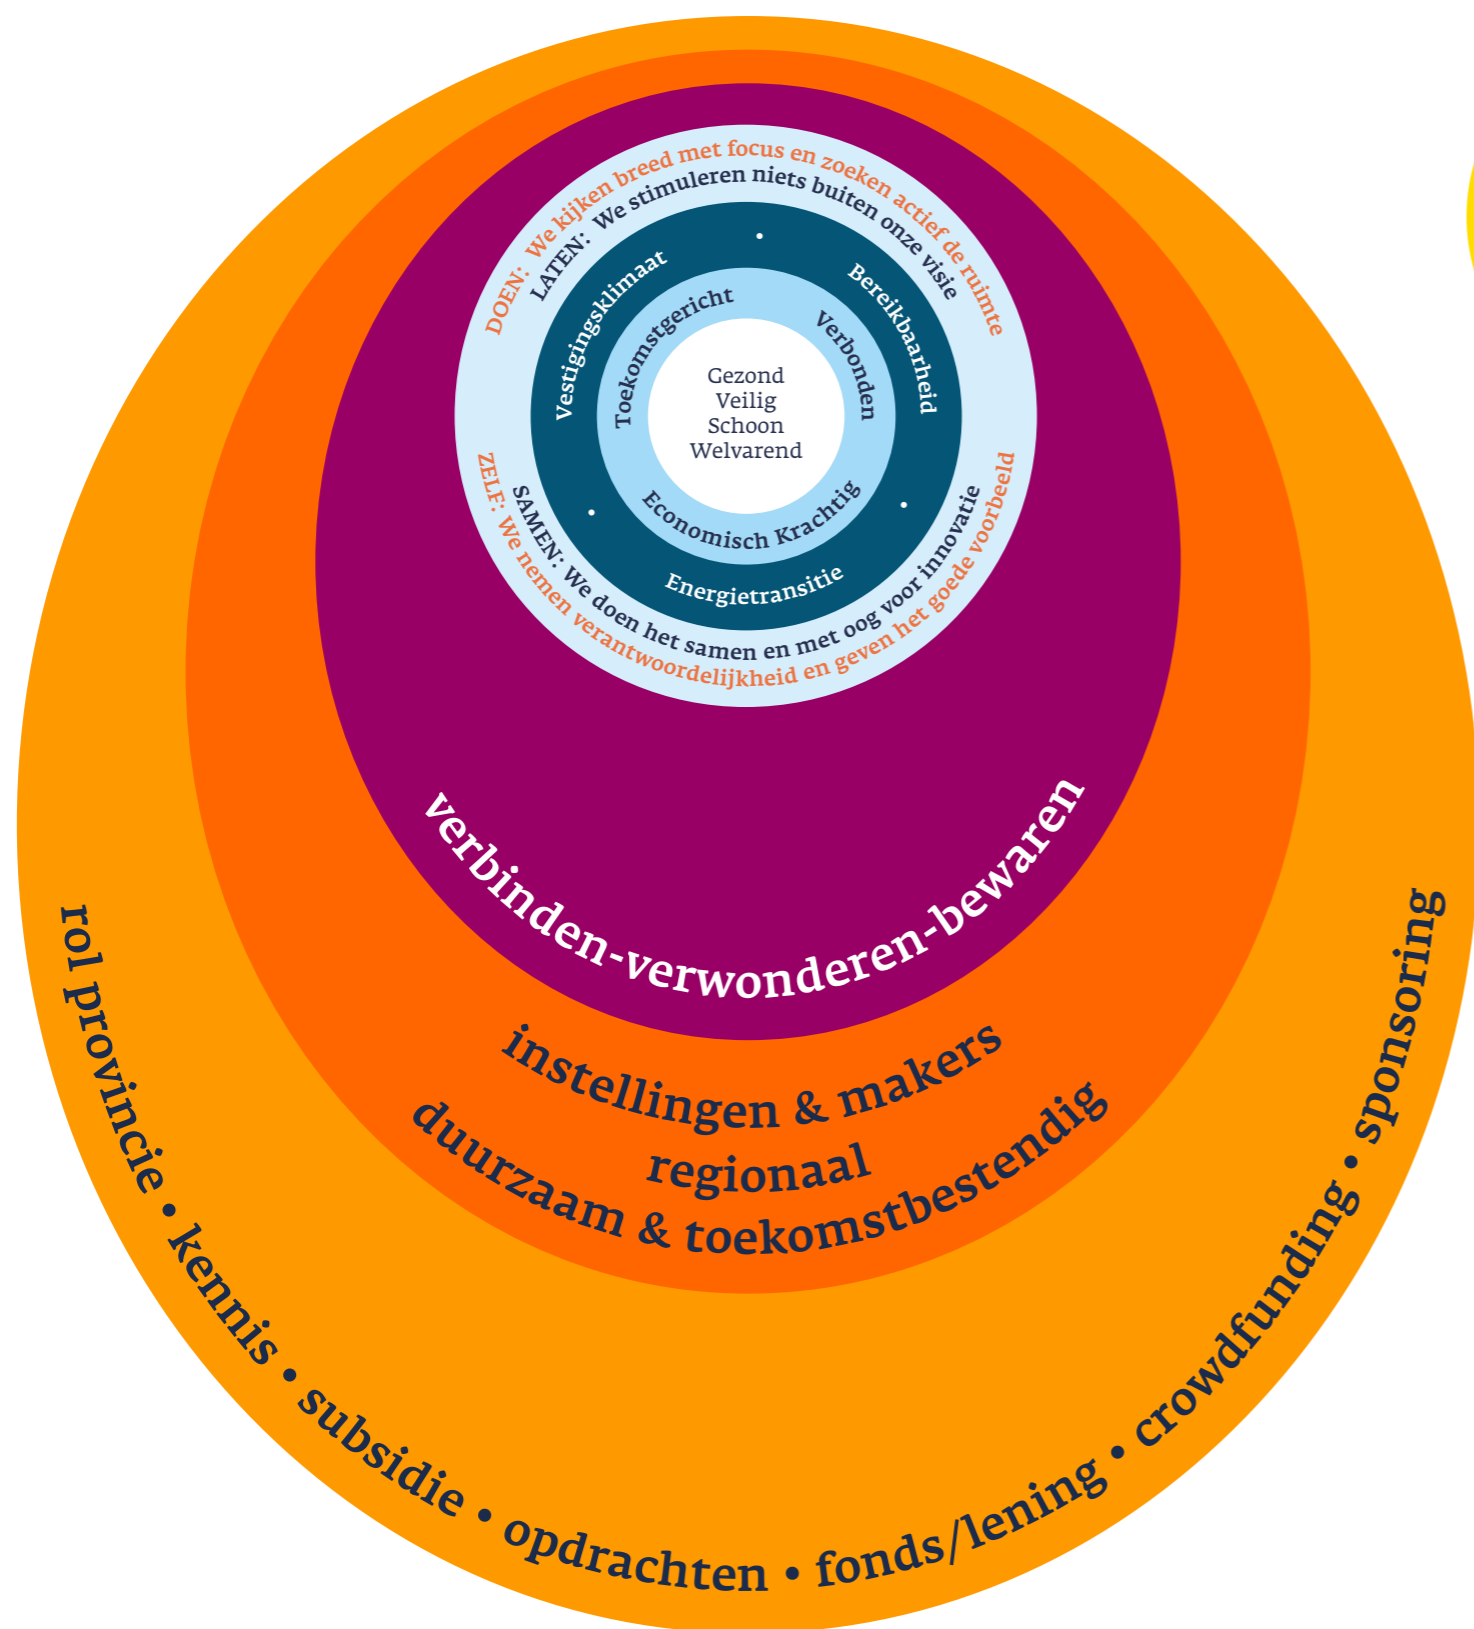 DOEN: We kijken breed met focus en zoeken actief de ruimte
LATEN: We stimuleren niets buiten onze visie
Vestigingsklimaat
•
Bereikbaarheid
Toekomstgericht
Verbonden
Gezond
Veilig
Schoon
Welvarend
Economisch Krachtig
•
•
Energietransitie
SAMEN: We doen het samen en met oog voor innovatie
ZELF: We nemen verantwoordelijkheid en geven het goede voorbeeld
verbinden-verwonderen-bewaren
instellingen & makers
regionaal
duurzaam & toekomstbestendig
rol provincie • kennis • subsidie • opdrachten • fonds/lening • crowdfunding • sponsoring